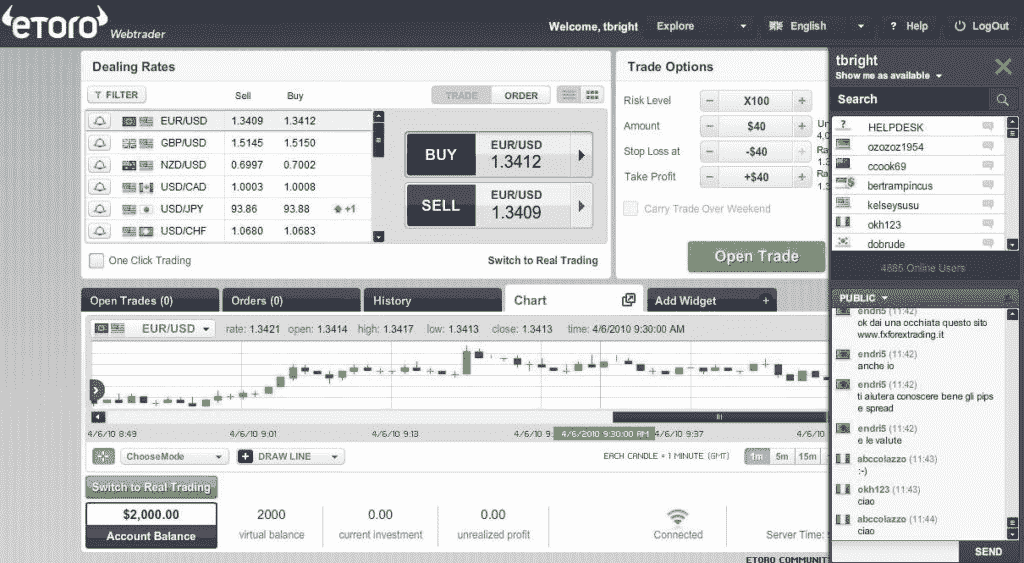 eTORO Webtrader
Welcome, tbright
Explore
English
? Help
LogOut
Dealing Rates
FILTER
Sell Buy
TRADE ORDER
EUR/USD 1.3409 1.3412
GBP/USD 1.5145 1.5150
NZD/USD 0.6997 0.7002
USD/CAD 1.0003 1.0008
USD/JPY 93.86 93.88 +1
USD/CHF 1.0680 1.0683
BUY EUR/USD 1.3412
SELL EUR/USD 1.3409
One Click Trading
Switch to Real Trading
Trade Options
Risk Level - X100 +
Amount - $40 +
Stop Loss at - -$40 +
Take Profit - +$40 +
Carry Trade Over Weekend
Open Trade
tbright
Show me as available
Search
HELPDESK
ozozoz1954
ccook69
bertrampincus
kelseysusu
okh123
dobrude
4885 Online Users
Open Trades (0)
Orders (0)
History
Chart
Add Widget +
EUR/USD rate: 1.3421 open: 1.3414 high: 1.3417 low: 1.3413 close: 1.3413 time: 4/6/2010 9:30:00 AM
4/6/10 8:49 4/6/10 9:01 4/6/10 9:13 4/6/10 9: 4/6/2010 9:30:00 AM 4/6/10 9:37 4/6/10
ChooseMode
+ DRAW LINE
EACH CANDLE = 1 MINUTE (GMT)
1m 5m 15m
Switch to Real Trading
$2,000.00
Account Balance
2000
virtual balance
0.00
current investment
0.00
unrealized profit
Connected
Server Time:
ETORO COMMUNIT
PUBLIC
endri5 (11:42)
ok dai una occhiata questo sito
www.fxforextrading.it
endri5 (11:42)
anche io
endri5 (11:42)
ti aiutera conoscere bene gli pips
e spread
endri5 (11:42)
e le valute
abccolazzo (11:43)
:-)
okh123 (11:43)
ciao
abccolazzo (11:44)
ciao
SEND